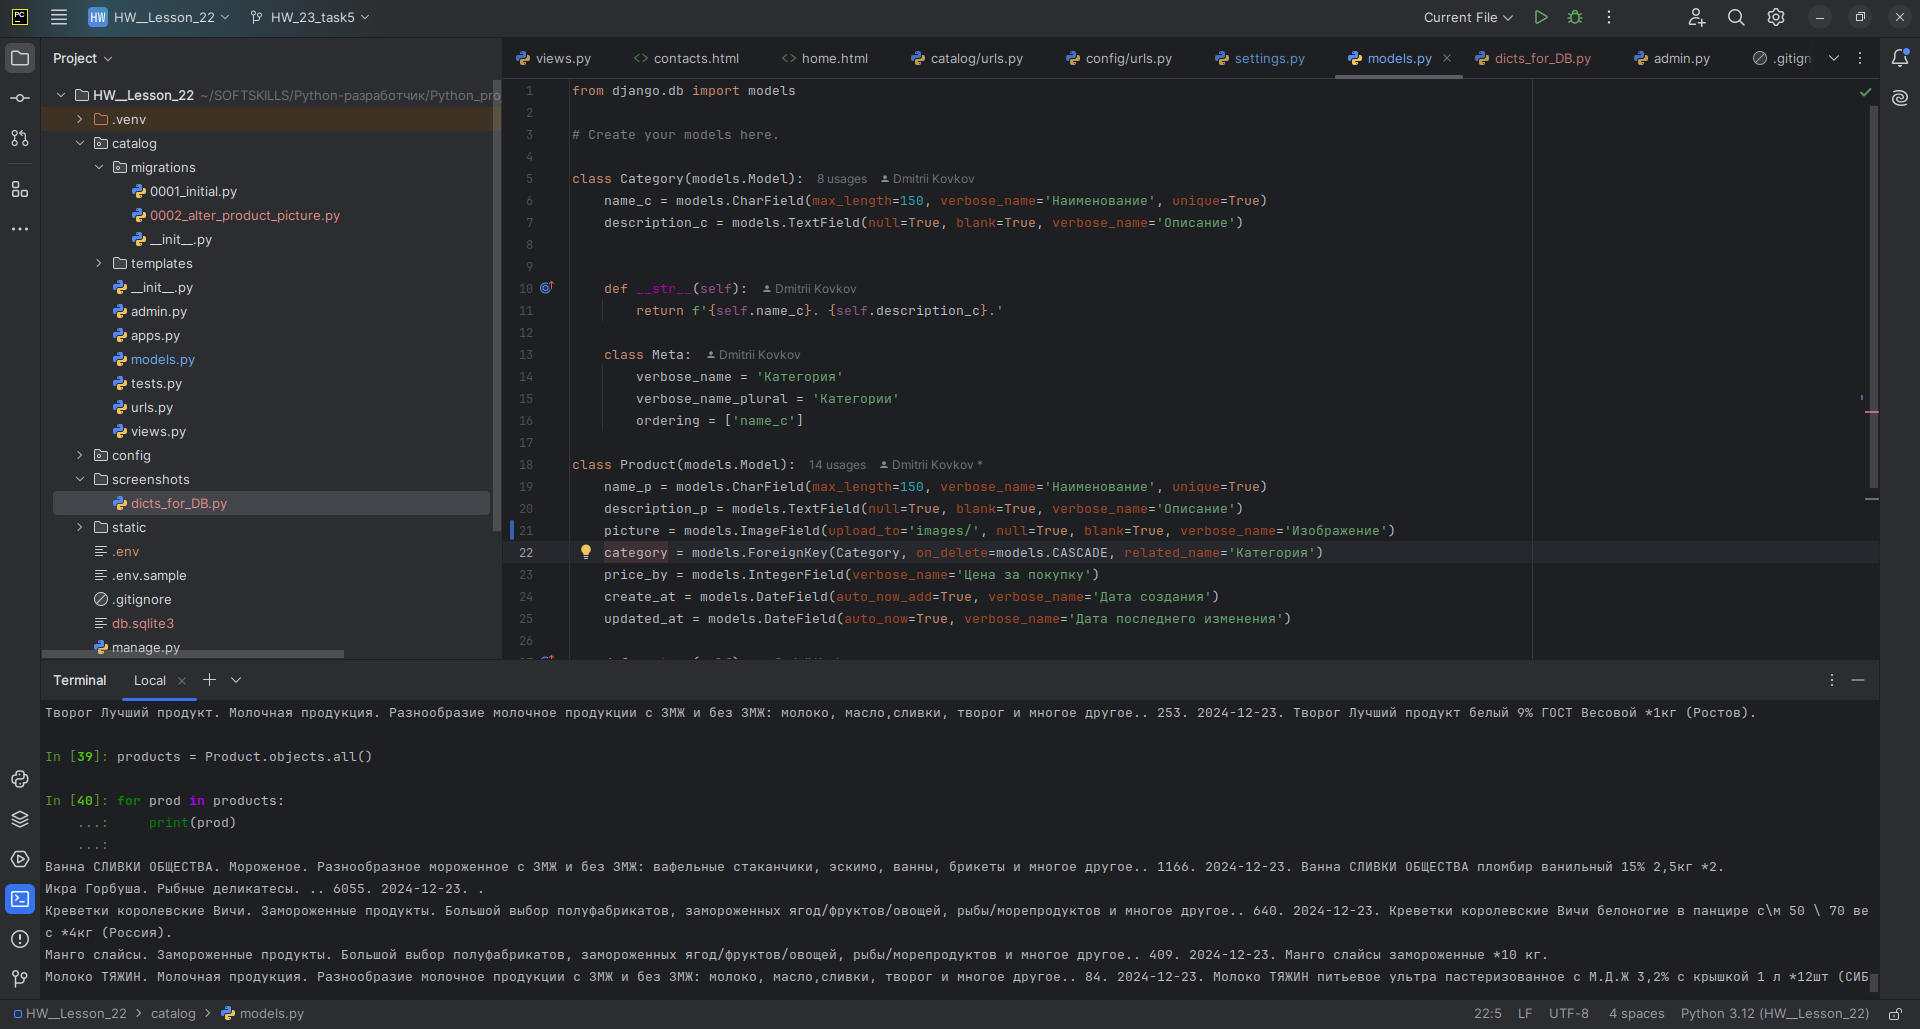 PC HW HW__Lesson_22 HW_23_task5 Current File
Project
HW__Lesson_22 ~/SOFTSKILLS/Python-разработчик/Python_pro
.venv
catalog
migrations
0001_initial.py
0002_alter_product_picture.py
__init__.py
templates
__init__.py
admin.py
apps.py
models.py
tests.py
urls.py
views.py
config
screenshots
dicts_for_DB.py
static
.env
.env.sample
.gitignore
db.sqlite3
manage.py
views.py contacts.html home.html catalog/urls.py config/urls.py settings.py models.py dicts_for_DB.py admin.py .gitign
1 from django.db import models
2
3 # Create your models here.
4
5 class Category(models.Model): 8 usages Dmitrii Kovkov
6 name_c = models.CharField(max_length=150, verbose_name='Наименование', unique=True)
7 description_c = models.TextField(null=True, blank=True, verbose_name='Описание')
8
9
10 def __str__(self): Dmitrii Kovkov
11 return f'{self.name_c}. {self.description_c}.'
12
13 class Meta: Dmitrii Kovkov
14 verbose_name = 'Категория'
15 verbose_name_plural = 'Категории'
16 ordering = ['name_c']
17
18 class Product(models.Model): 14 usages Dmitrii Kovkov *
19 name_p = models.CharField(max_length=150, verbose_name='Наименование', unique=True)
20 description_p = models.TextField(null=True, blank=True, verbose_name='Описание')
21 picture = models.ImageField(upload_to='images/', null=True, blank=True, verbose_name='Изображение')
22 category = models.ForeignKey(Category, on_delete=models.CASCADE, related_name='Категория')
23 price_by = models.IntegerField(verbose_name='Цена за покупку')
24 create_at = models.DateField(auto_now_add=True, verbose_name='Дата создания')
25 updated_at = models.DateField(auto_now=True, verbose_name='Дата последнего изменения')
26
Terminal Local
Творог Лучший продукт. Молочная продукция. Разнообразие молочное продукции с ЗМЖ и без ЗМЖ: молоко, масло,сливки, творог и многое другое.. 253. 2024-12-23. Творог Лучший продукт белый 9% ГОСТ Весовой *1кг (Ростов).
In [39]: products = Product.objects.all()
In [40]: for prod in products:
...: print(prod)
...:
Ванна СЛИВКИ ОБЩЕСТВА. Мороженое. Разнообразное мороженное с ЗМЖ и без ЗМЖ: вафельные стаканчики, эскимо, ванны, брикеты и многое другое.. 1166. 2024-12-23. Ванна СЛИВКИ ОБЩЕСТВА пломбир ванильный 15% 2,5кг *2.
Икра Горбуша. Рыбные деликатесы. .. 6055. 2024-12-23. .
Креветки королевские Вичи. Замороженные продукты. Большой выбор полуфабрикатов, замороженных ягод/фруктов/овощей, рыбы/морепродуктов и многое другое.. 640. 2024-12-23. Креветки королевские Вичи белоногие в панцире с\м 50 \ 70 ве
с *4кг (Россия).
Манго слайсы. Замороженные продукты. Большой выбор полуфабрикатов, замороженных ягод/фруктов/овощей, рыбы/морепродуктов и многое другое.. 409. 2024-12-23. Манго слайсы замороженные *10 кг.
Молоко ТЯЖИН. Молочная продукция. Разнообразие молочное продукции с ЗМЖ и без ЗМЖ: молоко, масло,сливки, творог и многое другое.. 84. 2024-12-23. Молоко ТЯЖИН питьевое ультра пастеризованное с М.Д.Ж 3,2% с крышкой 1 л *12шт (СИБ
HW__Lesson_22 > catalog > models.py 22:5 LF UTF-8 4 spaces Python 3.12 (HW__Lesson_22)